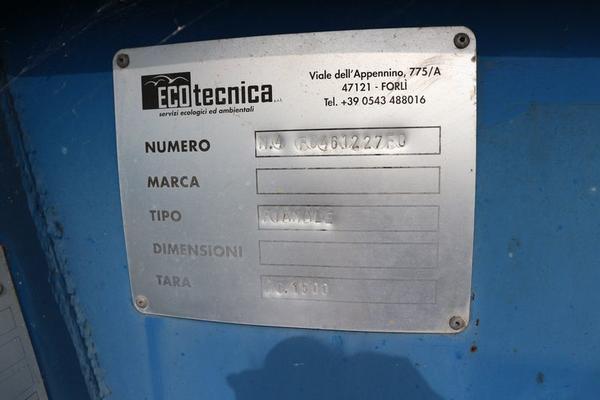 ECOtecnica s.r.l.
servizi ecologici ed ambientali
Viale dell'Appennino, 775/A
47121 - FORLÌ
Tel. +39 0543 488016
NUMERO
MARCA
TIPO
DIMENSIONI
TARA